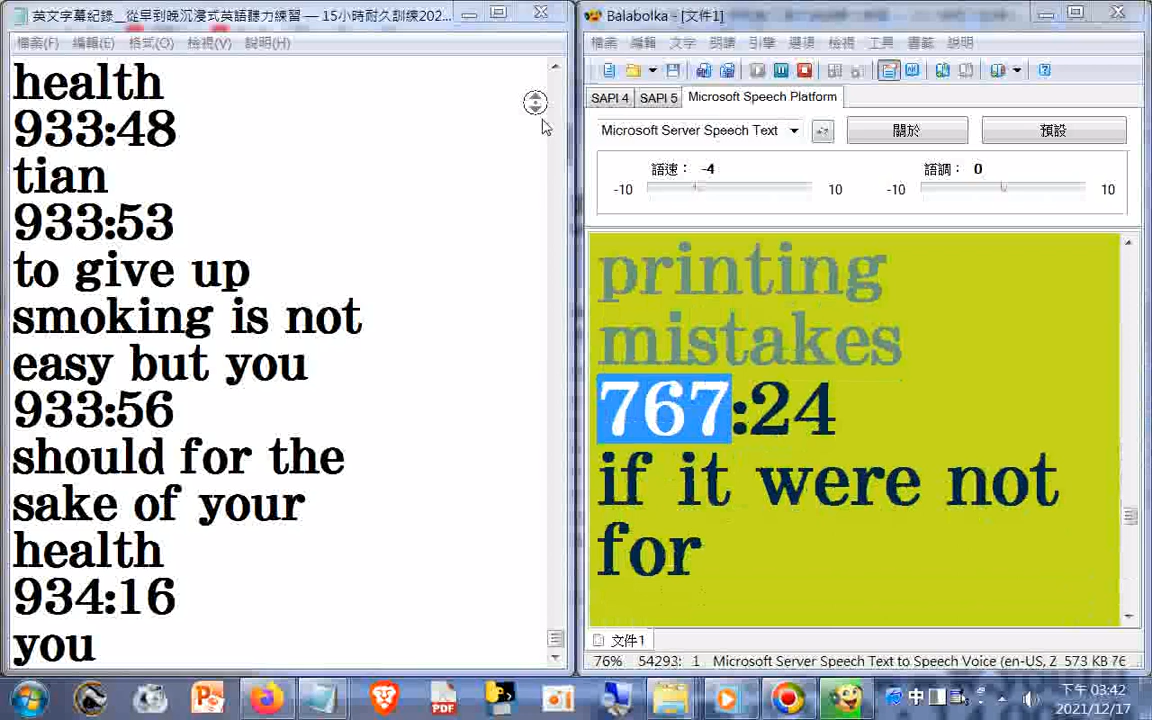 英文字幕紀錄__從早到晚沉浸式英語聽力練習 — 15小時耐久訓練202...
檔案(F) 編輯(E) 格式(O) 檢視(V) 說明(H)
health
933:48
tian
933:53
to give up
smoking is not
easy but you
933:56
should for the
sake of your
health
934:16
you
Balabolka - [文件1]
檔案 編輯 文字 朗讀 引擎 選項 檢視 工具 書籤 說明
SAPI 4 SAPI 5 Microsoft Speech Platform
Microsoft Server Speech Text 關於 預設
語速： -4 語調： 0
-10 10 -10 10
printing
mistakes
767:24
if it were not
for
文件1
76% 54293: 1 Microsoft Server Speech Text to Speech Voice (en-US, Z 573 KB 76
PDF
中
下午 03:42
2021/12/17